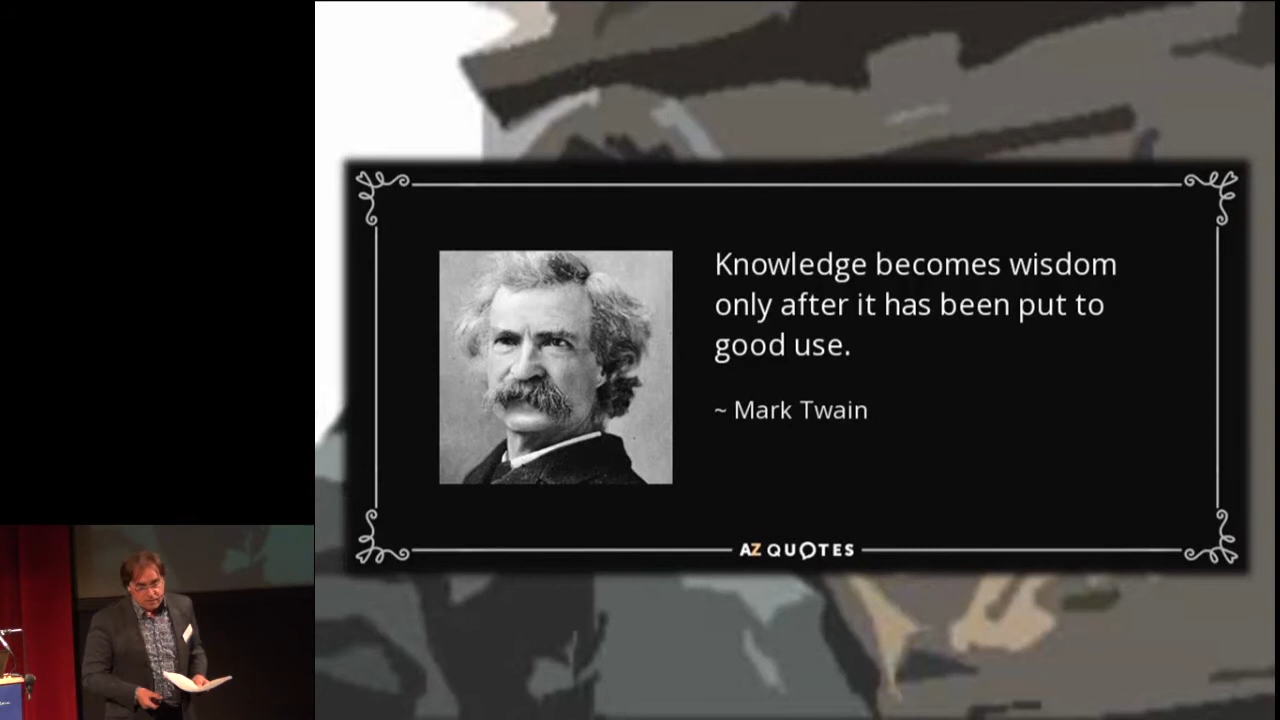 Knowledge becomes wisdom
only after it has been put to
good use.
~ Mark Twain
AZ QUOTES